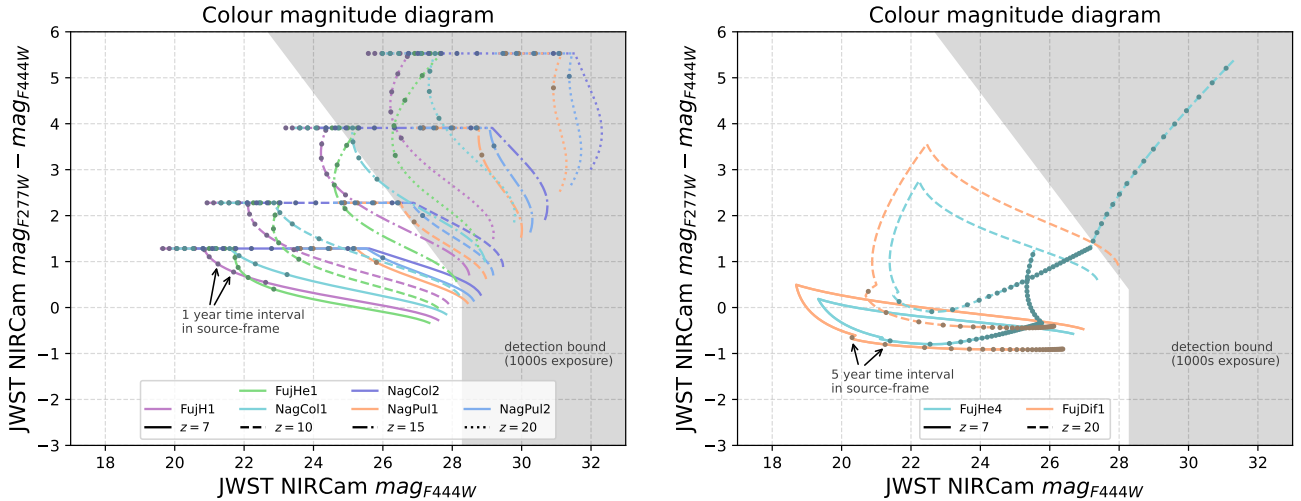 Colour magnitude diagram
6
5
4
3
2
1
0
−1
−2
−3
JWST NIRCam mag_F277W − mag_F444W
1 year time interval
in source-frame
detection bound
(1000s exposure)
FujHe1 NagCol2
FujH1 NagCol1 NagPul1 NagPul2
z = 7 z = 10 z = 15 z = 20
18 20 22 24 26 28 30 32
JWST NIRCam mag_F444W
Colour magnitude diagram
6
5
4
3
2
1
0
−1
−2
−3
JWST NIRCam mag_F277W − mag_F444W
detection bound
(1000s exposure)
5 year time interval
in source-frame
FujHe4 FujDif1
z = 7 z = 20
18 20 22 24 26 28 30 32
JWST NIRCam mag_F444W